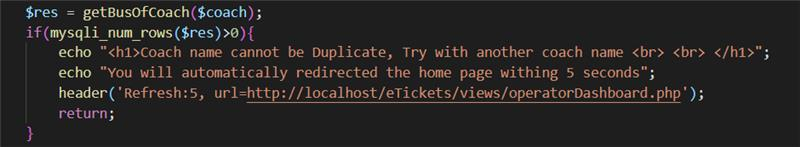 $res = getBusOfCoach($coach);
if(mysqli_num_rows($res)>0){
echo "<h1>Coach name cannot be Duplicate, Try with another coach name <br> <br> </h1>";
echo "You will automatically redirected the home page withing 5 seconds";
header('Refresh:5, url=http://localhost/eTickets/views/operatorDashboard.php');
return;
}